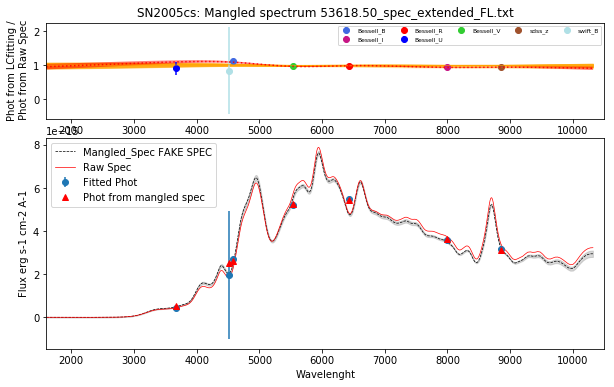 SN2005cs: Mangled spectrum 53618.50_spec_extended_FL.txt
Phot from LCfitting /
Phot from Raw Spec
2
1
0
Bessell_B
Bessell_I
Bessell_R
Bessell_U
Bessell_V
sdss_z
swift_B
2000
3000
4000
5000
6000
7000
8000
9000
10000
1e−15
Flux erg s-1 cm-2 A-1
8
6
4
2
0
Mangled_Spec FAKE SPEC
Raw Spec
Fitted Phot
Phot from mangled spec
2000
3000
4000
5000
6000
7000
8000
9000
10000
Wavelenght